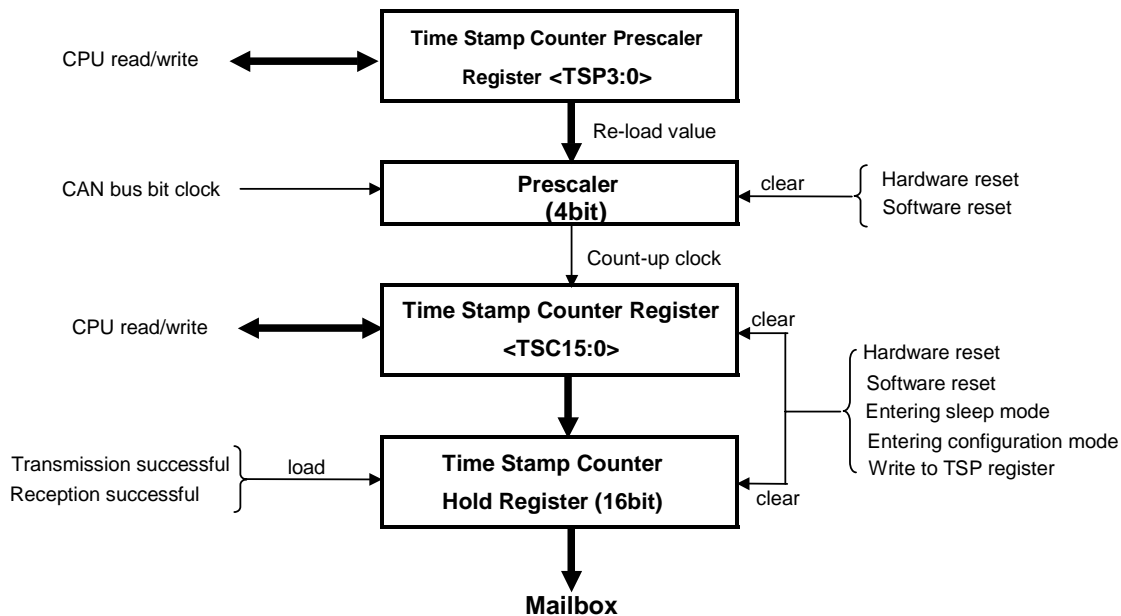 Time Stamp Counter Prescaler
Register <TSP3:0>
CPU read/write
Re-load value
CAN bus bit clock
Prescaler
(4bit)
clear
Hardware reset
Software reset
Count-up clock
CPU read/write
Time Stamp Counter Register
<TSC15:0>
clear
Hardware reset
Software reset
Entering sleep mode
Entering configuration mode
Write to TSP register
Transmission successful
Reception successful
load
Time Stamp Counter
Hold Register (16bit)
clear
Mailbox